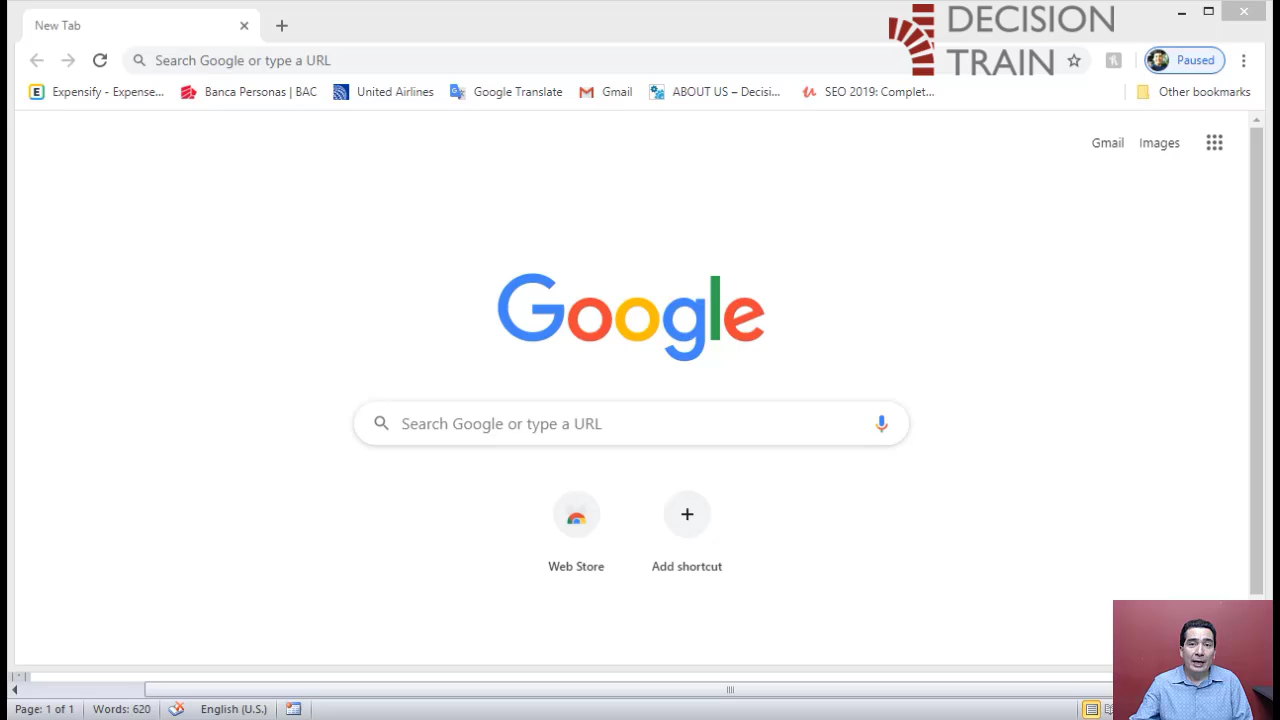 New Tab
DECISION
TRAIN
Search Google or type a URL
Paused
Expensify - Expense...
Banca Personas | BAC
United Airlines
Google Translate
Gmail
ABOUT US – Decisi...
SEO 2019: Complet...
Other bookmarks
Gmail
Images
Google
Search Google or type a URL
Web Store
Add shortcut
Page: 1 of 1
Words: 620
English (U.S.)